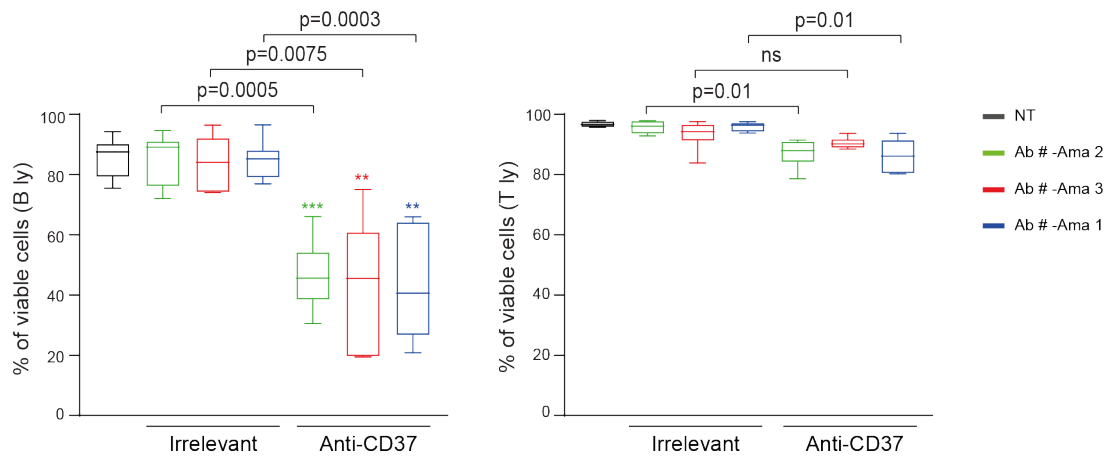 p=0.0003
p=0.0075
p=0.0005
% of viable cells (B ly)
100
80
60
40
20
0
***
**
**
Irrelevant
Anti-CD37
p=0.01
ns
p=0.01
% of viable cells (T ly)
100
80
60
40
20
0
Irrelevant
Anti-CD37
NT
Ab # -Ama 2
Ab # -Ama 3
Ab # -Ama 1